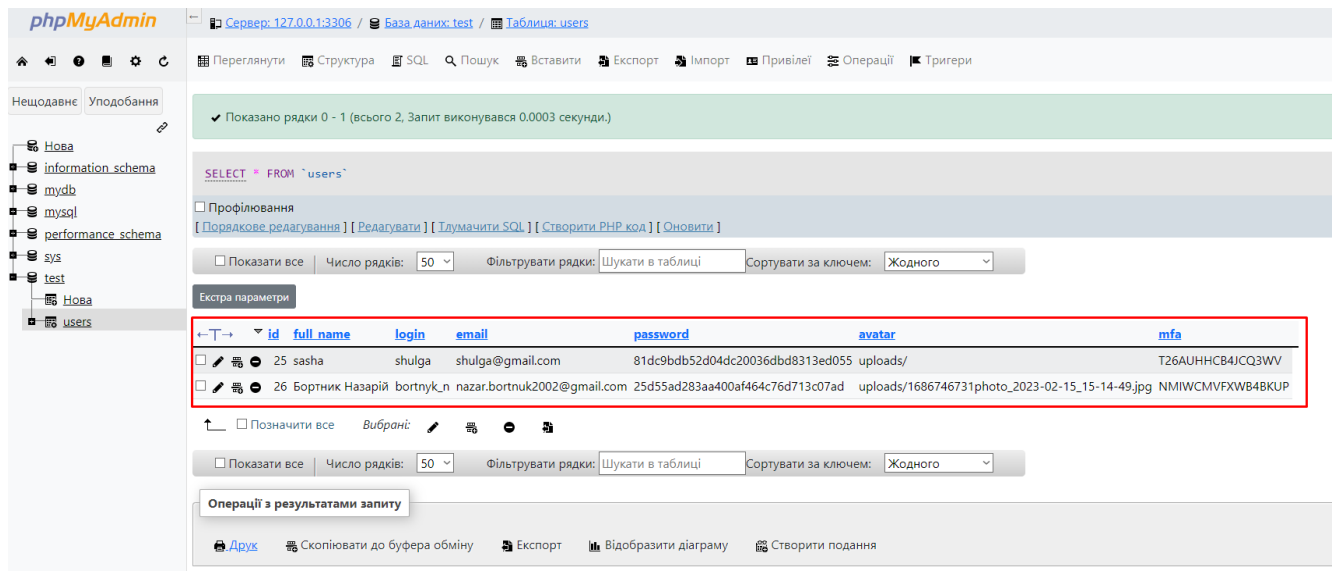 phpMyAdmin
Сервер: 127.0.0.1:3306 / База даних: test / Таблиця: users
Переглянути Структура SQL Пошук Вставити Експорт Імпорт Привілеї Операції Тригери
Нещодавнє Уподобання
Нова
information_schema
mydb
mysql
performance_schema
sys
test
Нова
users
Показано рядки 0 - 1 (всього 2, Запит виконувався 0.0003 секунди.)
SELECT * FROM `users`
Профілювання
[ Порядкове редагування ] [ Редагувати ] [ Тлумачити SQL ] [ Створити PHP код ] [ Оновити ]
Показати все Число рядків: 50 Фільтрувати рядки: Шукати в таблиці Сортувати за ключем: Жодного
Екстра параметри
←T→ id full_name login email password avatar mfa
25 sasha shulga shulga@gmail.com 81dc9bdb52d04dc20036dbd8313ed055 uploads/ T26AUHHCB4JCQ3WV
26 Бортник Назарій bortnyk_n nazar.bortnuk2002@gmail.com 25d55ad283aa400af464c76d713c07ad uploads/1686746731photo_2023-02-15_15-14-49.jpg NMIWCMVFXWB4BKUP
Позначити все Вибрані:
Показати все Число рядків: 50 Фільтрувати рядки: Шукати в таблиці Сортувати за ключем: Жодного
Операції з результатами запиту
Друк Скопіювати до буфера обміну Експорт Відобразити діаграму Створити подання